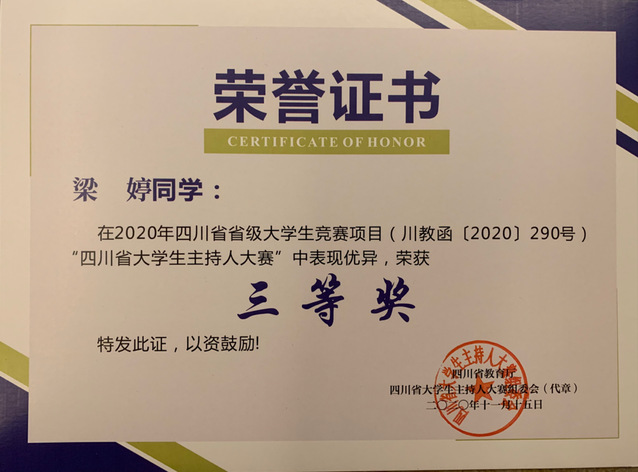 荣誉证书
CERTIFICATE OF HONOR
梁 婷同学：
在2020年四川省省级大学生竞赛项目（川教函〔2020〕290号）
“四川省大学生主持人大赛”中表现优异，荣获
三等奖
特发此证，以资鼓励!
四川省教育厅
四川省大学生主持人大赛组委会（代章）
二〇二〇年十一月十五日